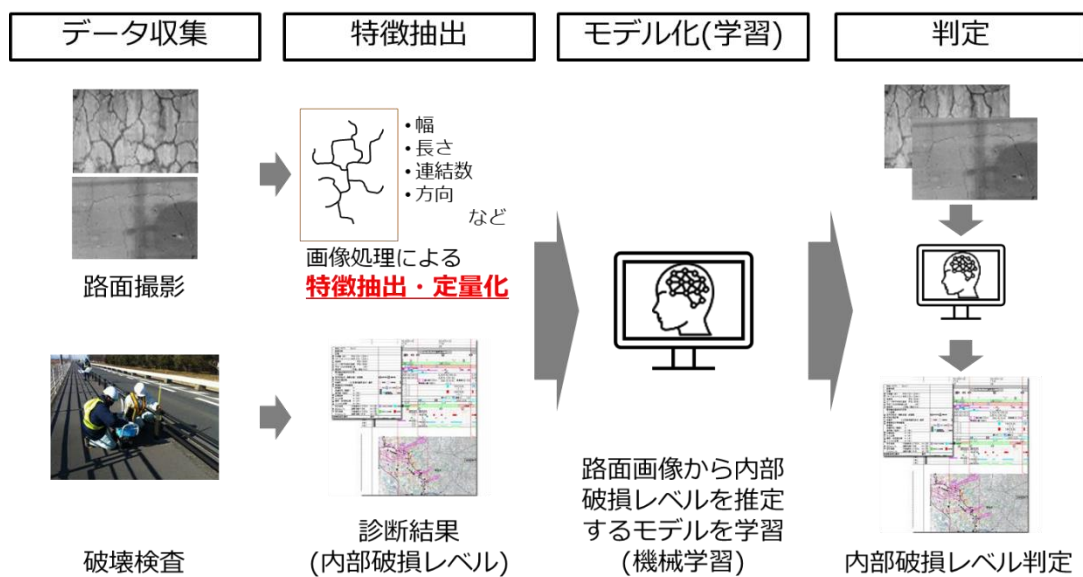 データ収集
特徴抽出
モデル化(学習)
判定
• 幅
• 長さ
• 連結数
• 方向
など
画像処理による
特徴抽出・定量化
路面撮影
破壊検査
診断結果
(内部破損レベル)
路面画像から内部
破損レベルを推定
するモデルを学習
(機械学習)
内部破損レベル判定